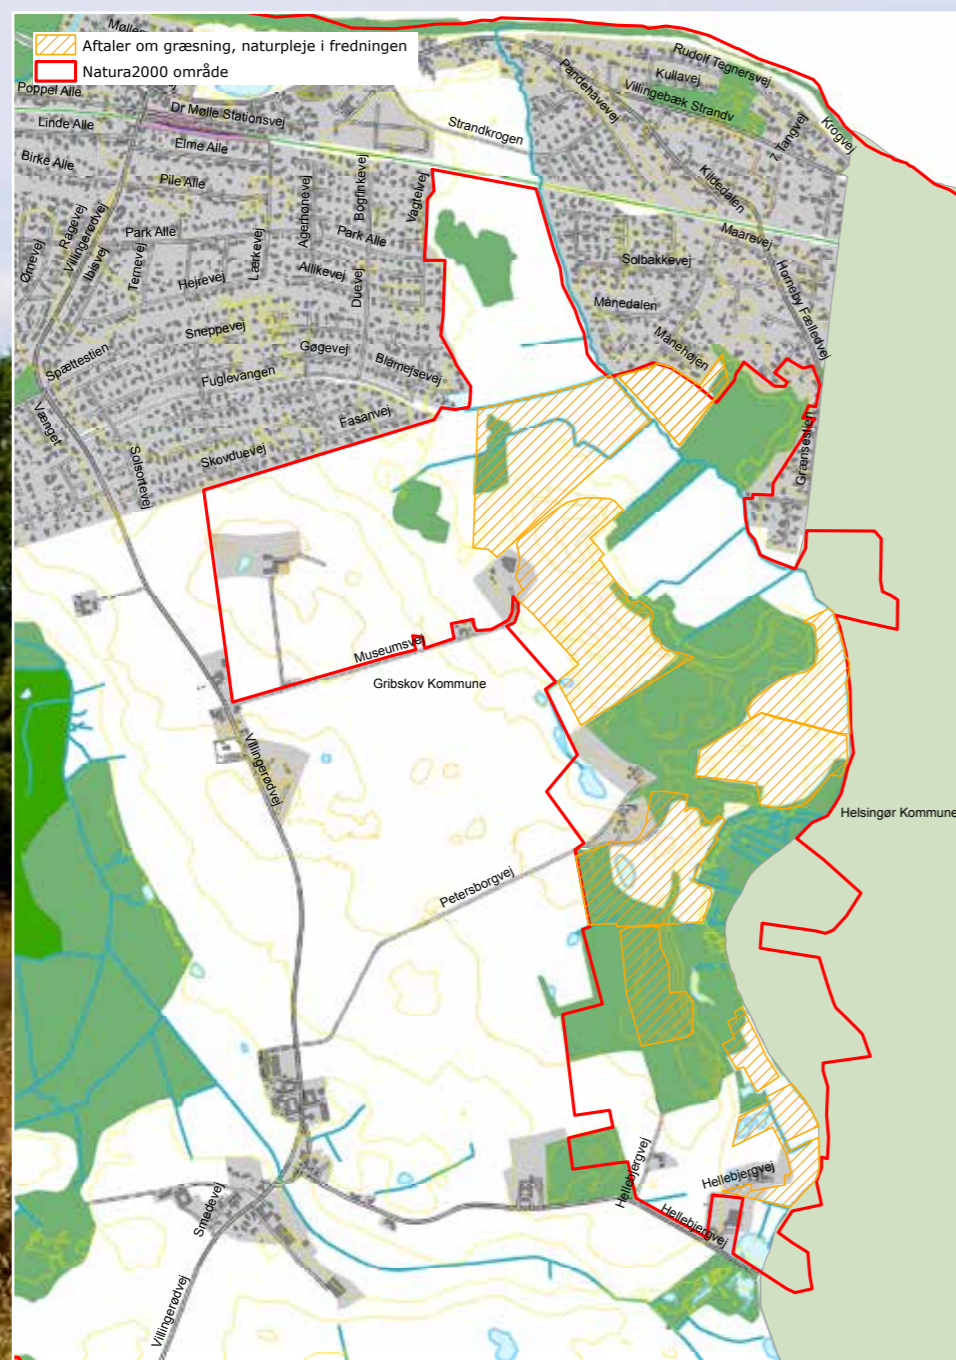 Mølle
Aftaler om græsning, naturpleje i fredningen
Natura2000 område
Rudolf Tegnersvej
Pandehavevej
Kullavej
Villingebæk Strandv
Krogvej
Z. Tangvej
Poppel Alle
Dr Mølle Stationsvej
Strandkrogen
Linde Alle
Elme Alle
Birke Alle
Pile Alle
Kildedalen
Agerhønevej
Bogfinkevej
Vagtelvej
Ragevej
Villingerødvej
Ibisvej
Park Alle
Park Alle
Maarevej
Ørnevej
Ternevej
Lærkevej
Solbakkevej
Hejrevej
Allikevej
Duevej
Horneby Fælledvej
Månedalen
Sneppevej
Månehøjen
Gøgevej
Blåmejsevej
Spættestien
Fuglevangen
Vænget
Fasanvej
Grænsestien
Skovduevej
Solsortevej
Museumsvej
Gribskov Kommune
Villingerødvej
Helsingør Kommune
Petersborgvej
Hellebjergvej
Hellebjergvej
Smedevej
Hellebjergvej
Villingerødvej